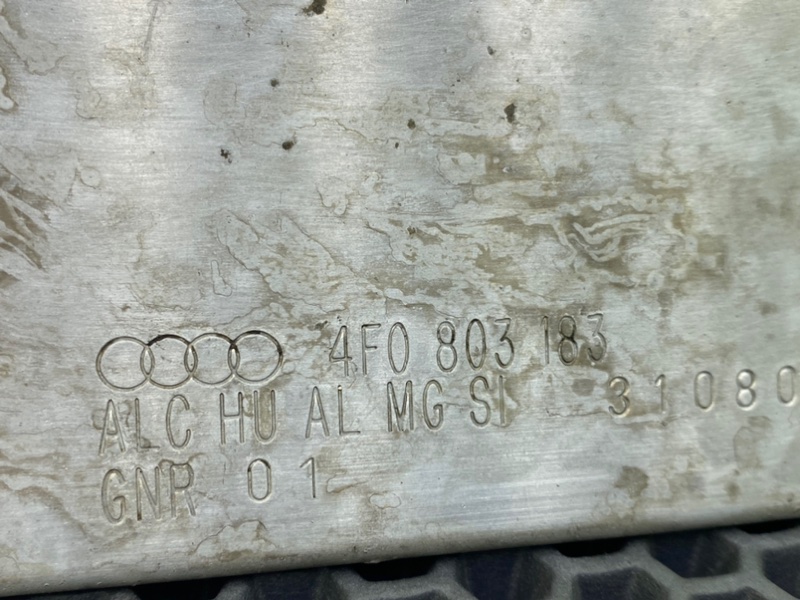 4F0 803 183
ALC HU AL MG SI 31080
GNR 01